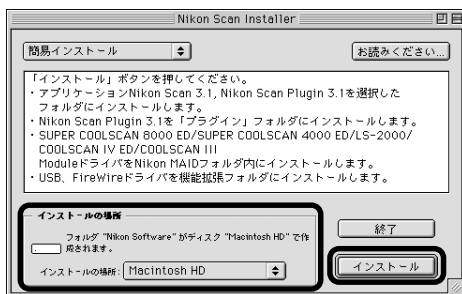 Nikon Scan Installer
簡易インストール
お読みください...
「インストール」ボタンを押してください。
・アプリケーションNikon Scan 3.1, Nikon Scan Plugin 3.1を選択した
フォルダにインストールします。
・Nikon Scan Plugin 3.1を「プラグイン」フォルダにインストールします。
・SUPER COOLSCAN 8000 ED/SUPER COOLSCAN 4000 ED/LS-2000/
COOLSCAN IV ED/COOLSCAN III
ModuleドライバをNikon MAIDフォルダ内にインストールします。
・USB、FireWireドライバを機能拡張フォルダにインストールします。
インストールの場所
フォルダ "Nikon Software" がディスク "Macintosh HD" で作
成されます。
インストールの場所: Macintosh HD
終了
インストール